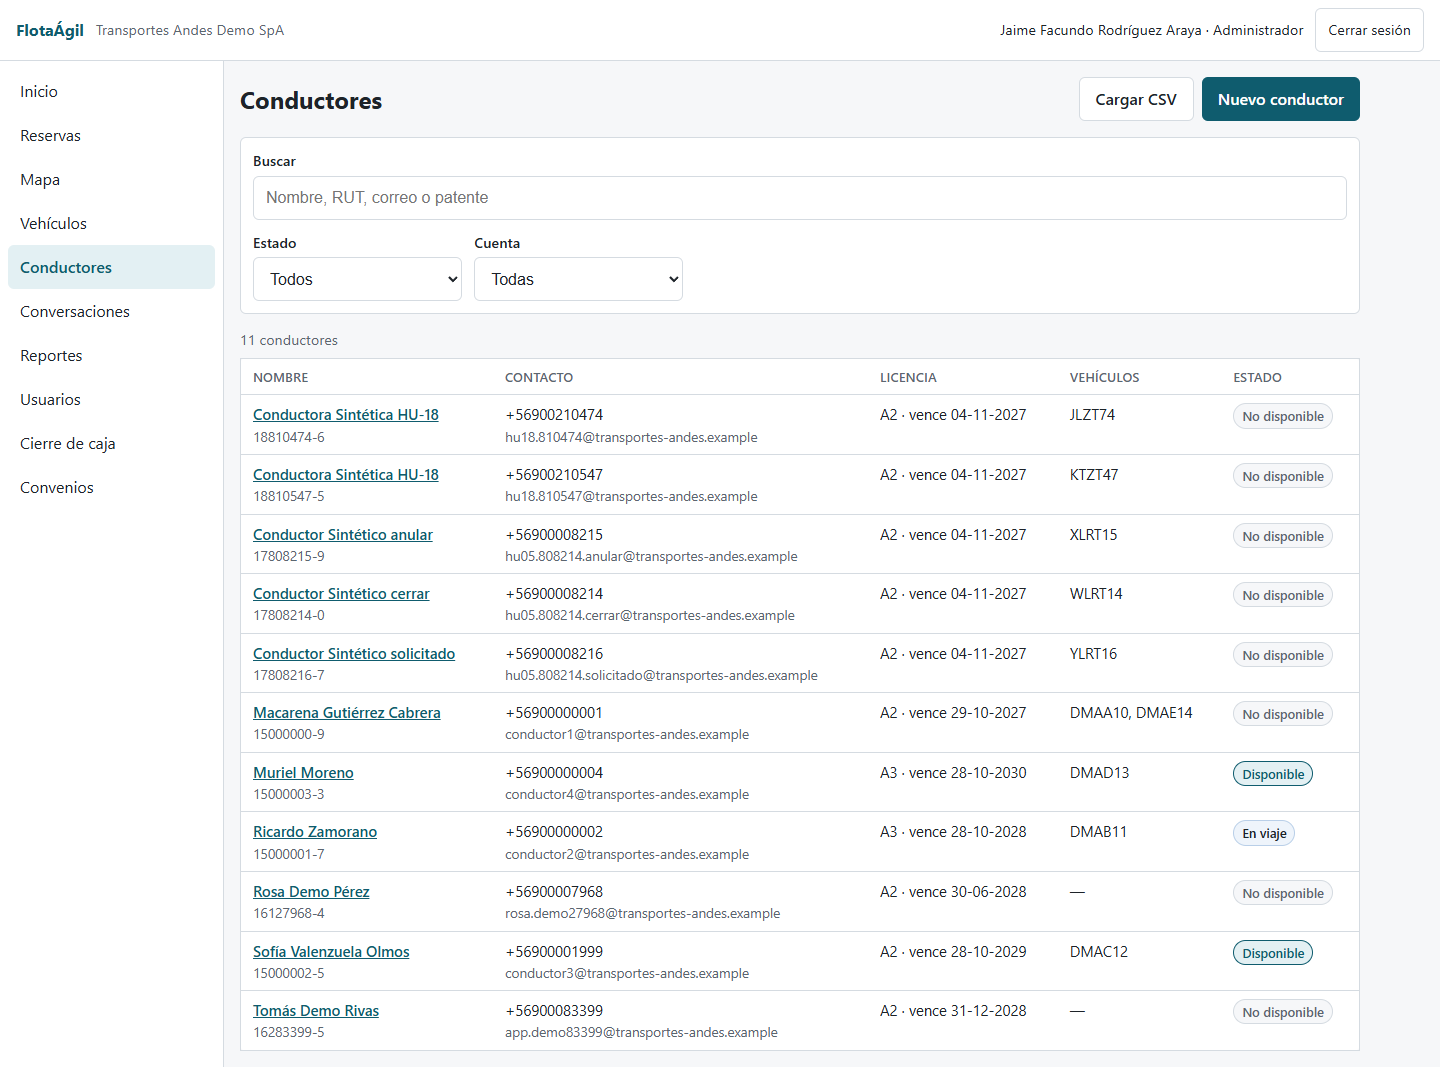 FlotaÁgil Transportes Andes Demo SpA Jaime Facundo Rodríguez Araya · Administrador Cerrar sesión
Inicio
Reservas
Mapa
Vehículos
Conductores
Conversaciones
Reportes
Usuarios
Cierre de caja
Convenios
Conductores Cargar CSV Nuevo conductor
Buscar
Nombre, RUT, correo o patente
Estado Cuenta
Todos Todas
11 conductores
NOMBRE CONTACTO LICENCIA VEHÍCULOS ESTADO
Conductora Sintética HU-18 +56900210474 A2 · vence 04-11-2027 JLZT74 No disponible
18810474-6 hu18.810474@transportes-andes.example
Conductora Sintética HU-18 +56900210547 A2 · vence 04-11-2027 KTZT47 No disponible
18810547-5 hu18.810547@transportes-andes.example
Conductor Sintético anular +56900008215 A2 · vence 04-11-2027 XLRT15 No disponible
17808215-9 hu05.808214.anular@transportes-andes.example
Conductor Sintético cerrar +56900008214 A2 · vence 04-11-2027 WLRT14 No disponible
17808214-0 hu05.808214.cerrar@transportes-andes.example
Conductor Sintético solicitado +56900008216 A2 · vence 04-11-2027 YLRT16 No disponible
17808216-7 hu05.808214.solicitado@transportes-andes.example
Macarena Gutiérrez Cabrera +56900000001 A2 · vence 29-10-2027 DMAA10, DMAE14 No disponible
15000000-9 conductor1@transportes-andes.example
Muriel Moreno +56900000004 A3 · vence 28-10-2030 DMAD13 Disponible
15000003-3 conductor4@transportes-andes.example
Ricardo Zamorano +56900000002 A3 · vence 28-10-2028 DMAB11 En viaje
15000001-7 conductor2@transportes-andes.example
Rosa Demo Pérez +56900007968 A2 · vence 30-06-2028 — No disponible
16127968-4 rosa.demo27968@transportes-andes.example
Sofía Valenzuela Olmos +56900001999 A2 · vence 28-10-2029 DMAC12 Disponible
15000002-5 conductor3@transportes-andes.example
Tomás Demo Rivas +56900083399 A2 · vence 31-12-2028 — No disponible
16283399-5 app.demo83399@transportes-andes.example